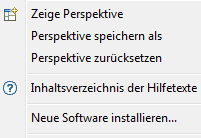 Zeige Perspektive
Perspektive speichern als
Perspektive zurücksetzen
Inhaltsverzeichnis der Hilfetexte
Neue Software installieren...